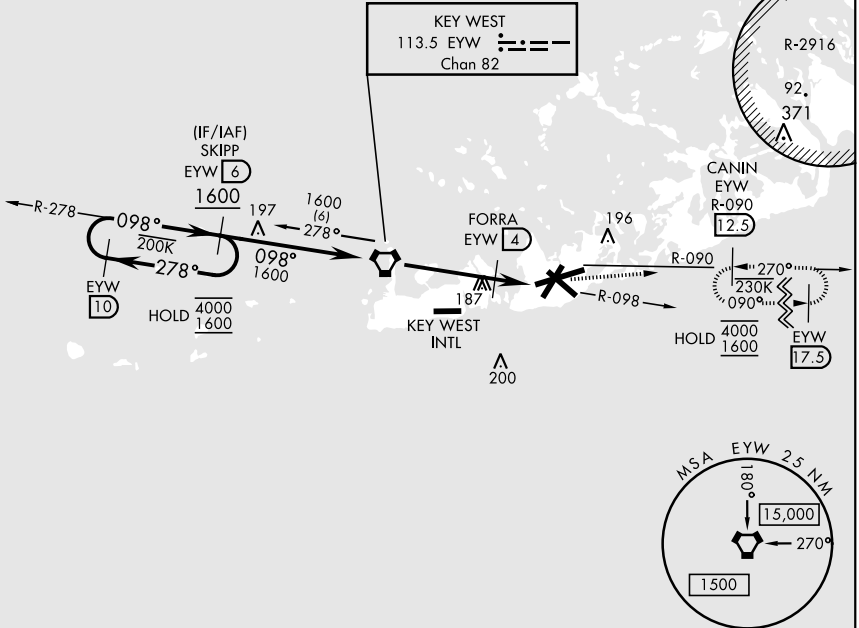 KEY WEST
113.5 EYW
Chan 82
R-2916
92
371
(IF/IAF)
SKIPP
EYW 6
1600
197
1600
(6)
278°
R-278
098°
200K
278°
098°
1600
EYW
10
HOLD 4000
1600
FORRA
EYW 4
196
CANIN
EYW
R-090
12.5
R-090
270°
230K
090°
R-098
187
KEY WEST
INTL
HOLD 4000
1600
EYW
17.5
200
MSA EYW 25 NM
180°
15,000
270°
1500